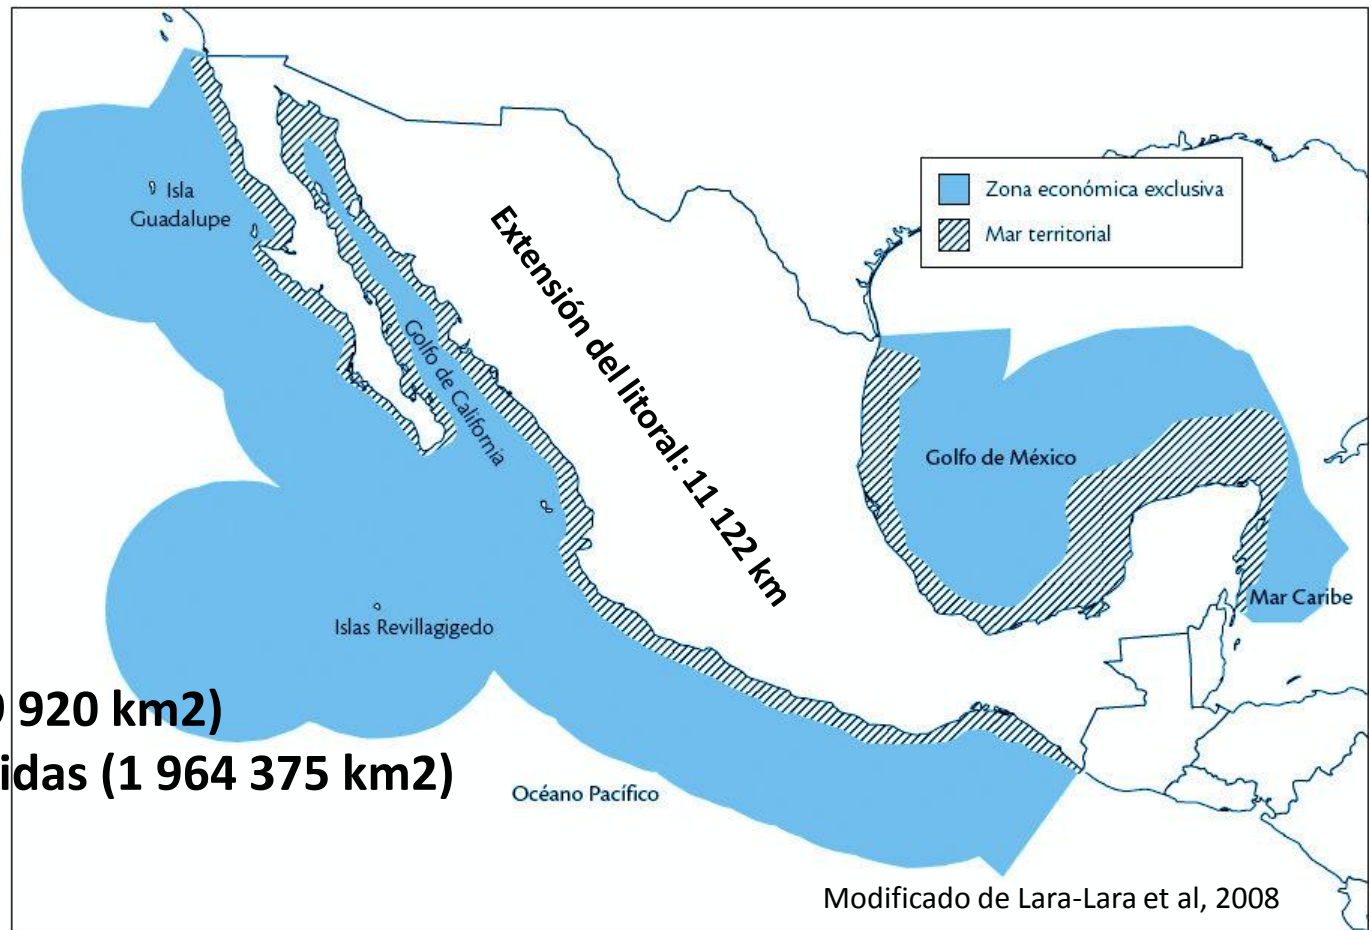 Isla
Guadalupe
Zona económica exclusiva
Mar territorial
Extensión del litoral: 11 122 km
Golfo de California
Golfo de México
Mar Caribe
Islas Revillagigedo
920 km2)
idas (1 964 375 km2)
Océano Pacífico
Modificado de Lara-Lara et al, 2008